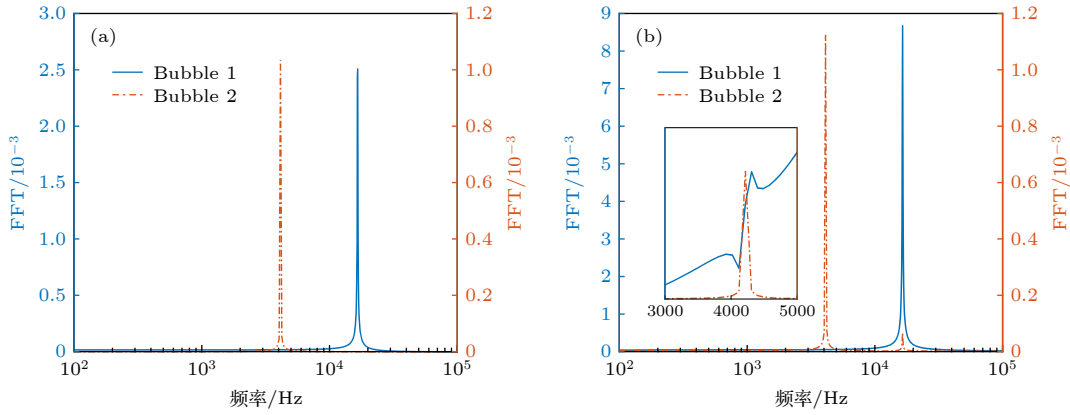 (a)
Bubble 1
Bubble 2
3.0
2.5
2.0
1.5
1.0
0.5
0
FFT/10⁻³
1.2
1.0
0.8
0.6
0.4
0.2
0
FFT/10⁻³
10² 10³ 10⁴ 10⁵
频率/Hz
(b)
Bubble 1
Bubble 2
9
8
7
6
5
4
3
2
1
0
FFT/10⁻³
3000 4000 5000
1.2
1.0
0.8
0.6
0.4
0.2
0
FFT/10⁻³
10² 10³ 10⁴ 10⁵
频率/Hz